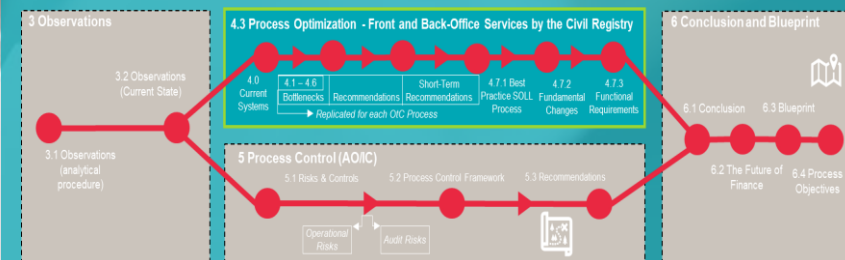 3 Observations
3.2 Observations
(Current State)
3.1 Observations
(analytical
procedure)
4.3 Process Optimization - Front and Back-Office Services by the Civil Registry
4.0
Current
Systems
4.1 – 4.6
Bottlenecks
Recommendations
Short-Term
Recommendations
Replicated for each OtC Process
4.7.1 Best
Practice SOLL
Process
4.7.2
Fundamental
Changes
4.7.3
Functional
Requirements
5 Process Control (AO/IC)
5.1 Risks & Controls
5.2 Process Control Framework
5.3 Recommendations
Operational
Risks
Audit Risks
6 Conclusion and Blueprint
6.1 Conclusion
6.3 Blueprint
6.2 The Future of
Finance
6.4 Process
Objectives